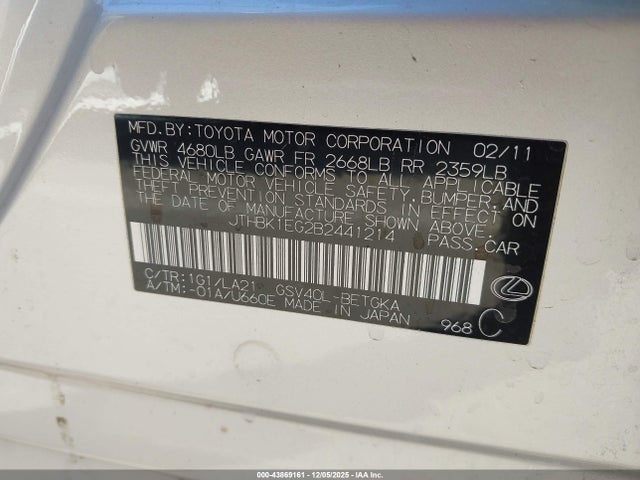 MFD.BY:TOYOTA MOTOR CORPORATION 02/11
GVWR 4680LB GAWR FR 2668LB RR 2359LB
THIS VEHICLE CONFORMS TO ALL APPLICABLE
FEDERAL MOTOR VEHICLE SAFETY,BUMPER,AND
THEFT PREVENTION STANDARDS IN EFFECT ON
THE DATE OF MANUFACTURE SHOWN ABOVE.
JTHBK1EG2B2441214 PASS.CAR
C/TR:1G1/LA21 GSV40L-BETGKA
A/TM:-01A/U660E MADE IN JAPAN
968 C
000-43869161 - 12/05/2025 - IAA Inc.